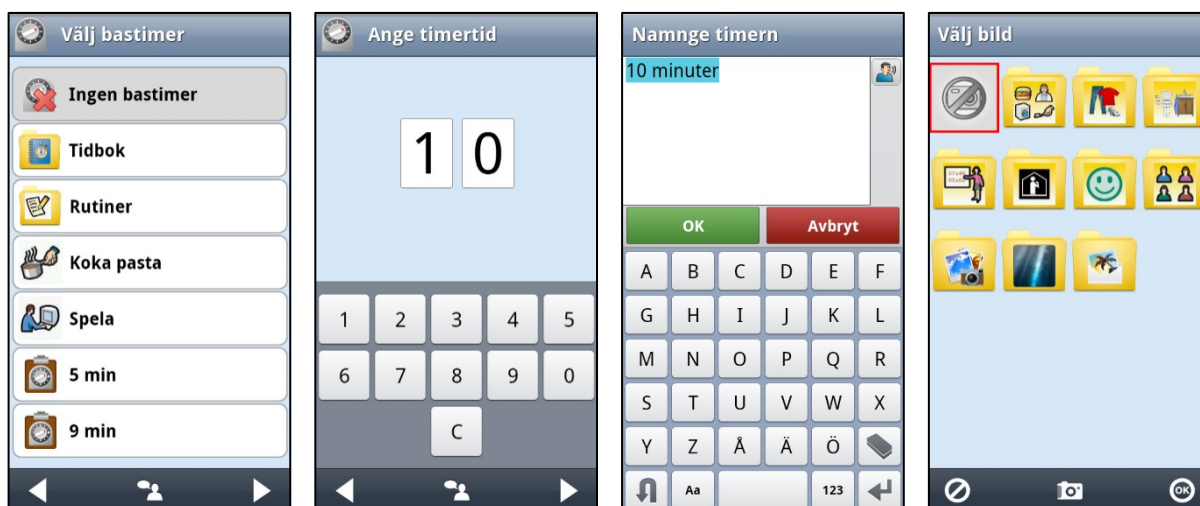 Välj bastimer
Ingen bastimer
Tidbok
Rutiner
Koka pasta
Spela
5 min
9 min
Ange timertid
1 0
1 2 3 4 5
6 7 8 9 0
C
Namnge timern
10 minuter
OK Avbryt
A B C D E F
G H I J K L
M N O P Q R
S T U V W X
Y Z Å Ä Ö
Aa 123
Välj bild
OK